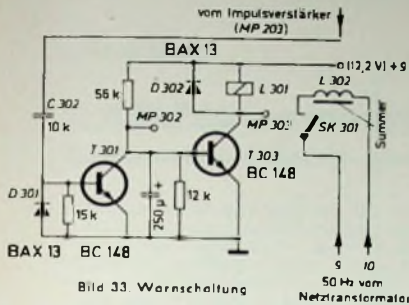 vom Impulsverstärker
(MP 203)
BAX 13
(12,2 V) + 9
D 302
L 301
L 302
C 302
10 k
56 k
MP 302
MP 303
SK 301
Summer
T 301
T 303
BC 148
D 301
15 k
250 µ +
12 k
BAX 13
BC 148
9
10
Bild 33. Warnschaltung
50 Hz vom
Netztransformator